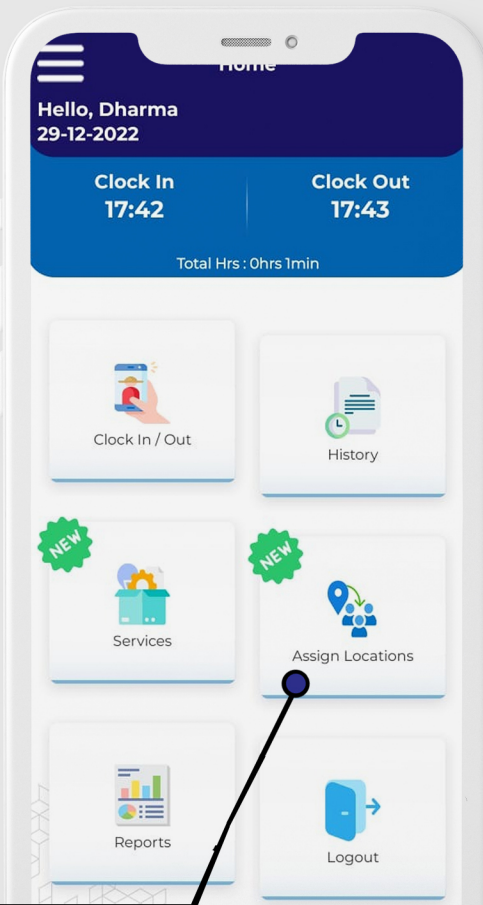 Home
Hello, Dharma
29-12-2022
Clock In
17:42
Clock Out
17:43
Total Hrs : 0hrs 1min
Clock In / Out
History
NEW
Services
NEW
Assign Locations
Reports
Logout